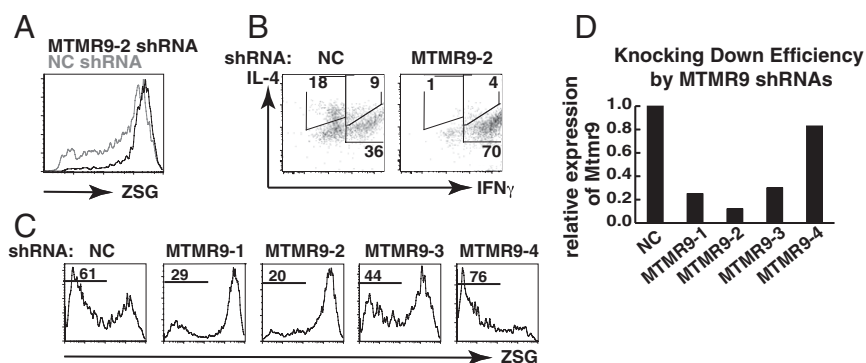 A
MTMR9-2 shRNA
NC shRNA
ZSG
B
shRNA: NC MTMR9-2
IL-4
18 9 1 4
36 70
IFNγ
C
shRNA: NC MTMR9-1 MTMR9-2 MTMR9-3 MTMR9-4
61 29 20 44 76
ZSG
D
Knocking Down Efficiency
by MTMR9 shRNAs
relative expression
of Mtmr9
1.0
0.8
0.6
0.4
0.2
0.0
NC MTMR9-1 MTMR9-2 MTMR9-3 MTMR9-4